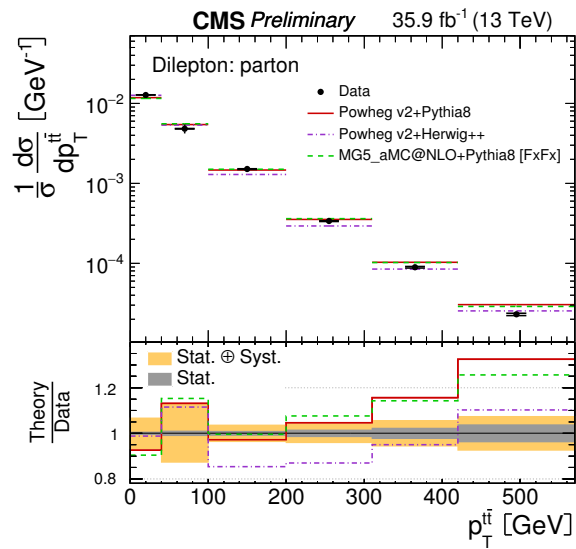 CMS Preliminary 35.9 fb⁻¹ (13 TeV)
Dilepton: parton
Data
Powheg v2+Pythia8
Powheg v2+Herwig++
MG5_aMC@NLO+Pythia8 [FxFx]
1/σ dσ/dp_T^{tt̄} [GeV⁻¹]
10⁻²
10⁻³
10⁻⁴
Stat. ⊕ Syst.
Stat.
Theory
Data
1.2
1
0.8
0 100 200 300 400 500
p_T^{tt̄} [GeV]